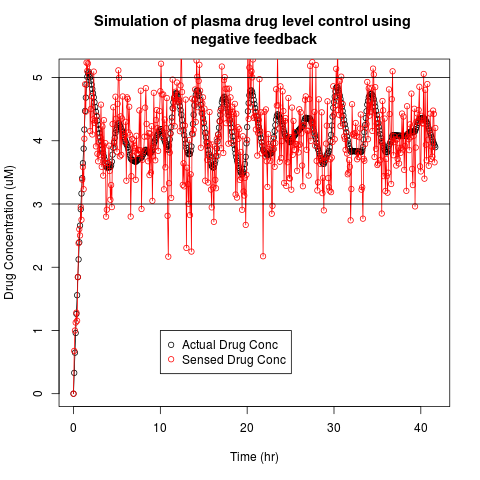 Simulation of plasma drug level control using
negative feedback
Drug Concentration (uM)
5
4
3
2
1
0
Actual Drug Conc
Sensed Drug Conc
0 10 20 30 40
Time (hr)